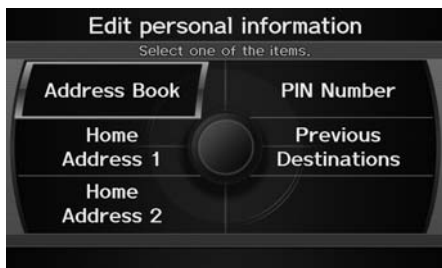 Edit personal information
Select one of the items.
Address Book
PIN Number
Home
Address 1
Previous
Destinations
Home
Address 2